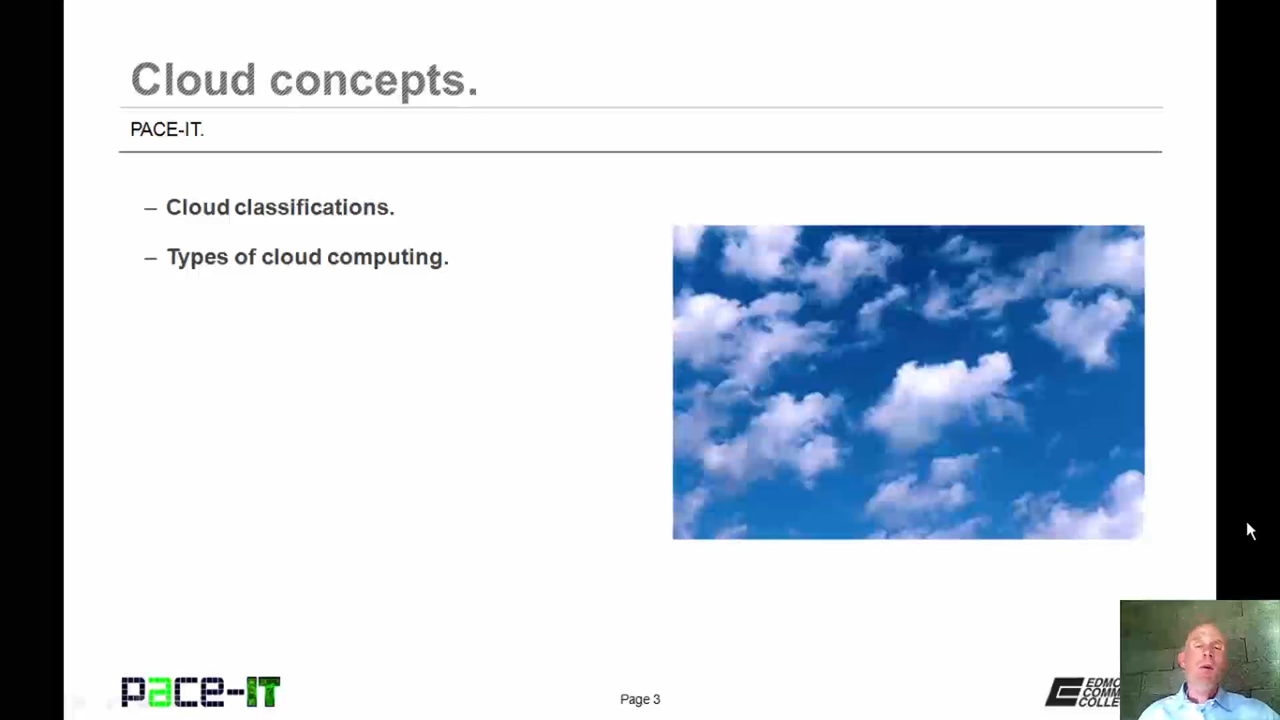 Cloud concepts.
PACE-IT.
– Cloud classifications.
– Types of cloud computing.
pace-IT
Page 3